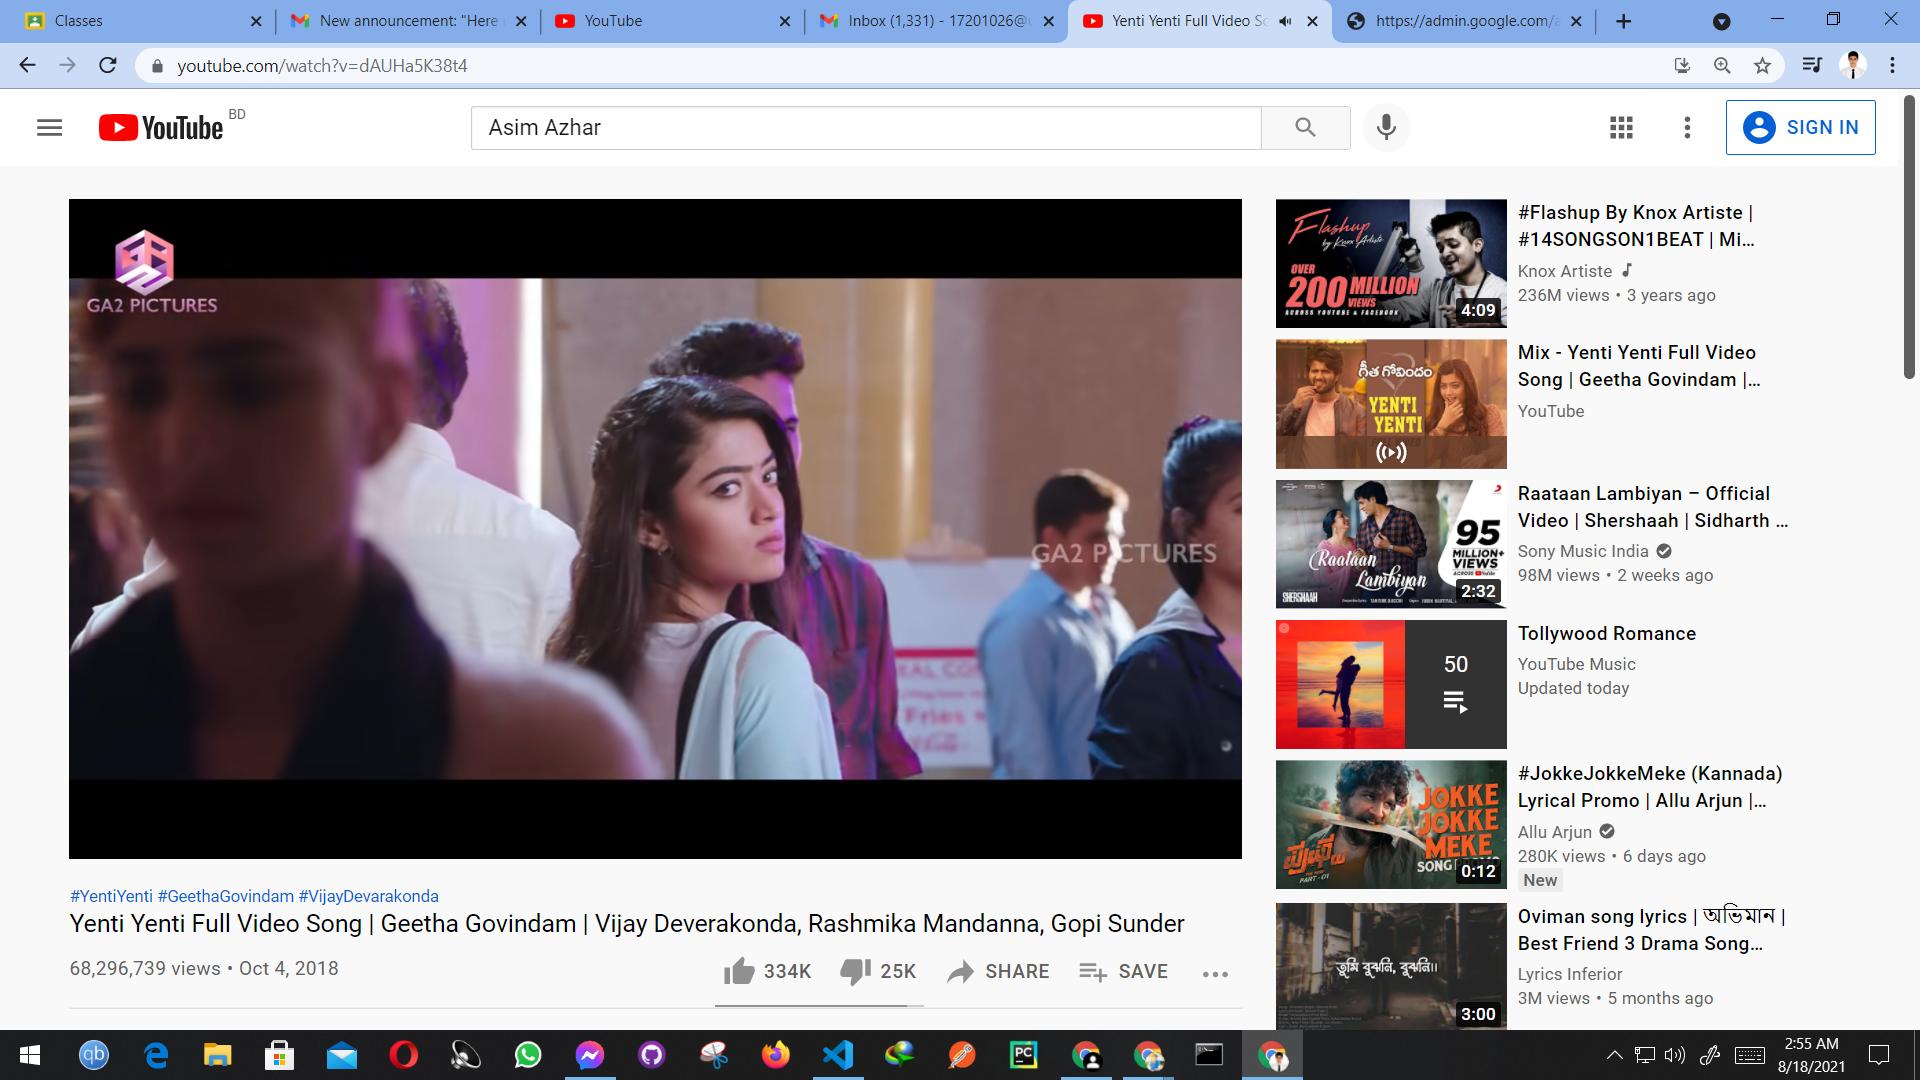 Classes
New announcement: "Here
YouTube
Inbox (1,331) - 17201026@
Yenti Yenti Full Video So
https://admin.google.com/a
youtube.com/watch?v=dAUHa5K38t4
YouTube BD
Asim Azhar
SIGN IN
GA2 PICTURES
GA2 PICTURES
Fries
#YentiYenti #GeethaGovindam #VijayDevarakonda
Yenti Yenti Full Video Song | Geetha Govindam | Vijay Deverakonda, Rashmika Mandanna, Gopi Sunder
68,296,739 views • Oct 4, 2018
334K
25K
SHARE
SAVE
Flashup
by Knox Artiste
OVER
200 MILLION
VIEWS
ACROSS YOUTUBE & FACEBOOK
4:09
#Flashup By Knox Artiste |
#14SONGSON1BEAT | Mi...
Knox Artiste
236M views • 3 years ago
గీత గోవిందం
YENTI
YENTI
Mix - Yenti Yenti Full Video
Song | Geetha Govindam |...
YouTube
95
MILLION+
VIEWS
Raataan
Lambiyan
SHERSHAAH
2:32
Raataan Lambiyan – Official
Video | Shershaah | Sidharth ...
Sony Music India
98M views • 2 weeks ago
50
Tollywood Romance
YouTube Music
Updated today
JOKKE
JOKKE
MEKE
SONG
PART-01
0:12
#JokkeJokkeMeke (Kannada)
Lyrical Promo | Allu Arjun |...
Allu Arjun
280K views • 6 days ago
New
তুমি বুঝনি, বুঝনি॥
3:00
Oviman song lyrics | অভিমান |
Best Friend 3 Drama Song...
Lyrics Inferior
3M views • 5 months ago
qb
PC
2:55 AM
8/18/2021